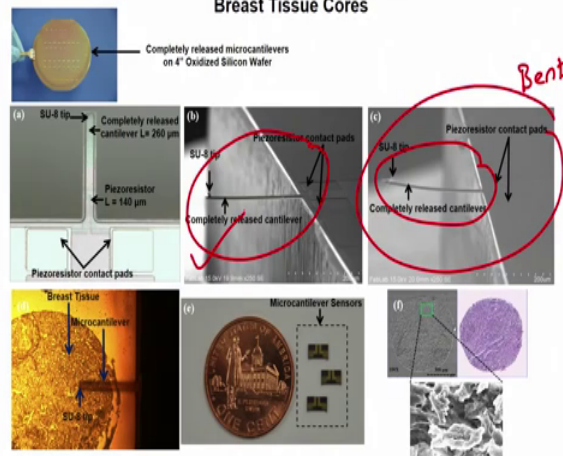 Breast Tissue Cores
Completely released microcantilevers
on 4" Oxidized Silicon Wafer
Bent
(a)
SU-8 tip
Completely released
cantilever L= 260 µm
Piezoresistor
L = 140 µm
Piezoresistor contact pads
(b)
Piezoresistor contact pads
SU-8 tip
Completely released cantilever
(c)
Piezoresistor contact pads
SU-8 tip
Completely released cantilever
(d)
Breast Tissue
Microcantilever
SU-8 tip
(e)
Microcantilever Sensors
ONE CENT
(f)